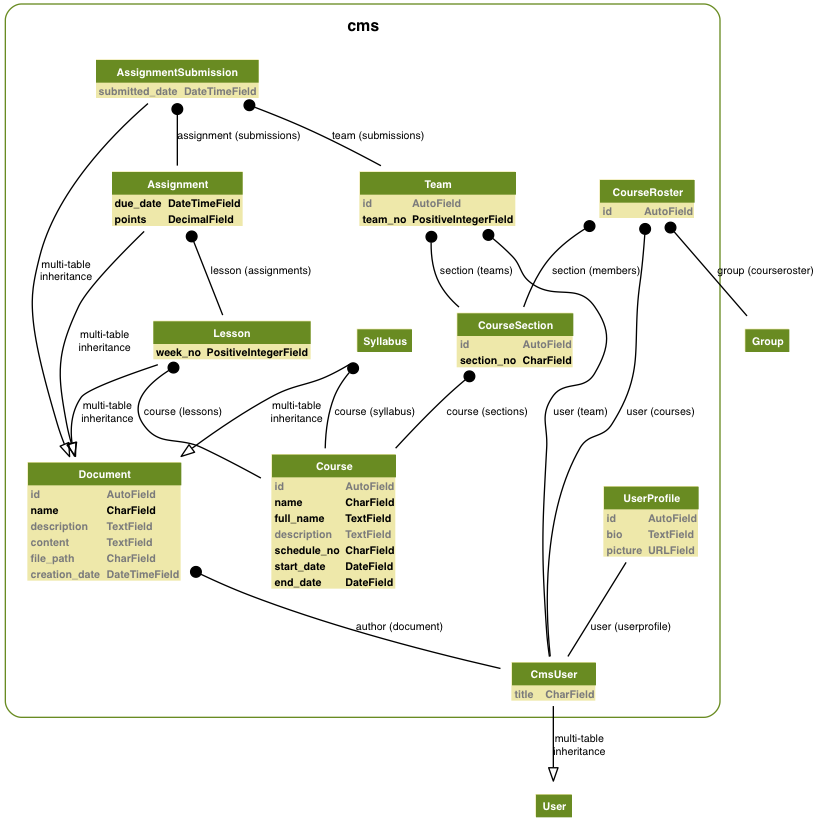 cms
AssignmentSubmission
submitted_date DateTimeField
assignment (submissions)
team (submissions)
Assignment
due_date DateTimeField
points DecimalField
Team
id AutoField
team_no PositiveIntegerField
CourseRoster
id AutoField
multi-table
inheritance
lesson (assignments)
section (teams)
section (members)
group (courseroster)
Lesson
week_no PositiveIntegerField
Syllabus
CourseSection
id AutoField
section_no CharField
Group
multi-table
inheritance
multi-table
inheritance
course (lessons)
multi-table
inheritance
course (syllabus)
course (sections)
user (team)
user (courses)
Document
id AutoField
name CharField
description TextField
content TextField
file_path CharField
creation_date DateTimeField
Course
id AutoField
name CharField
full_name TextField
description TextField
schedule_no CharField
start_date DateField
end_date DateField
UserProfile
id AutoField
bio TextField
picture URLField
author (document)
user (userprofile)
CmsUser
title CharField
multi-table
inheritance
User